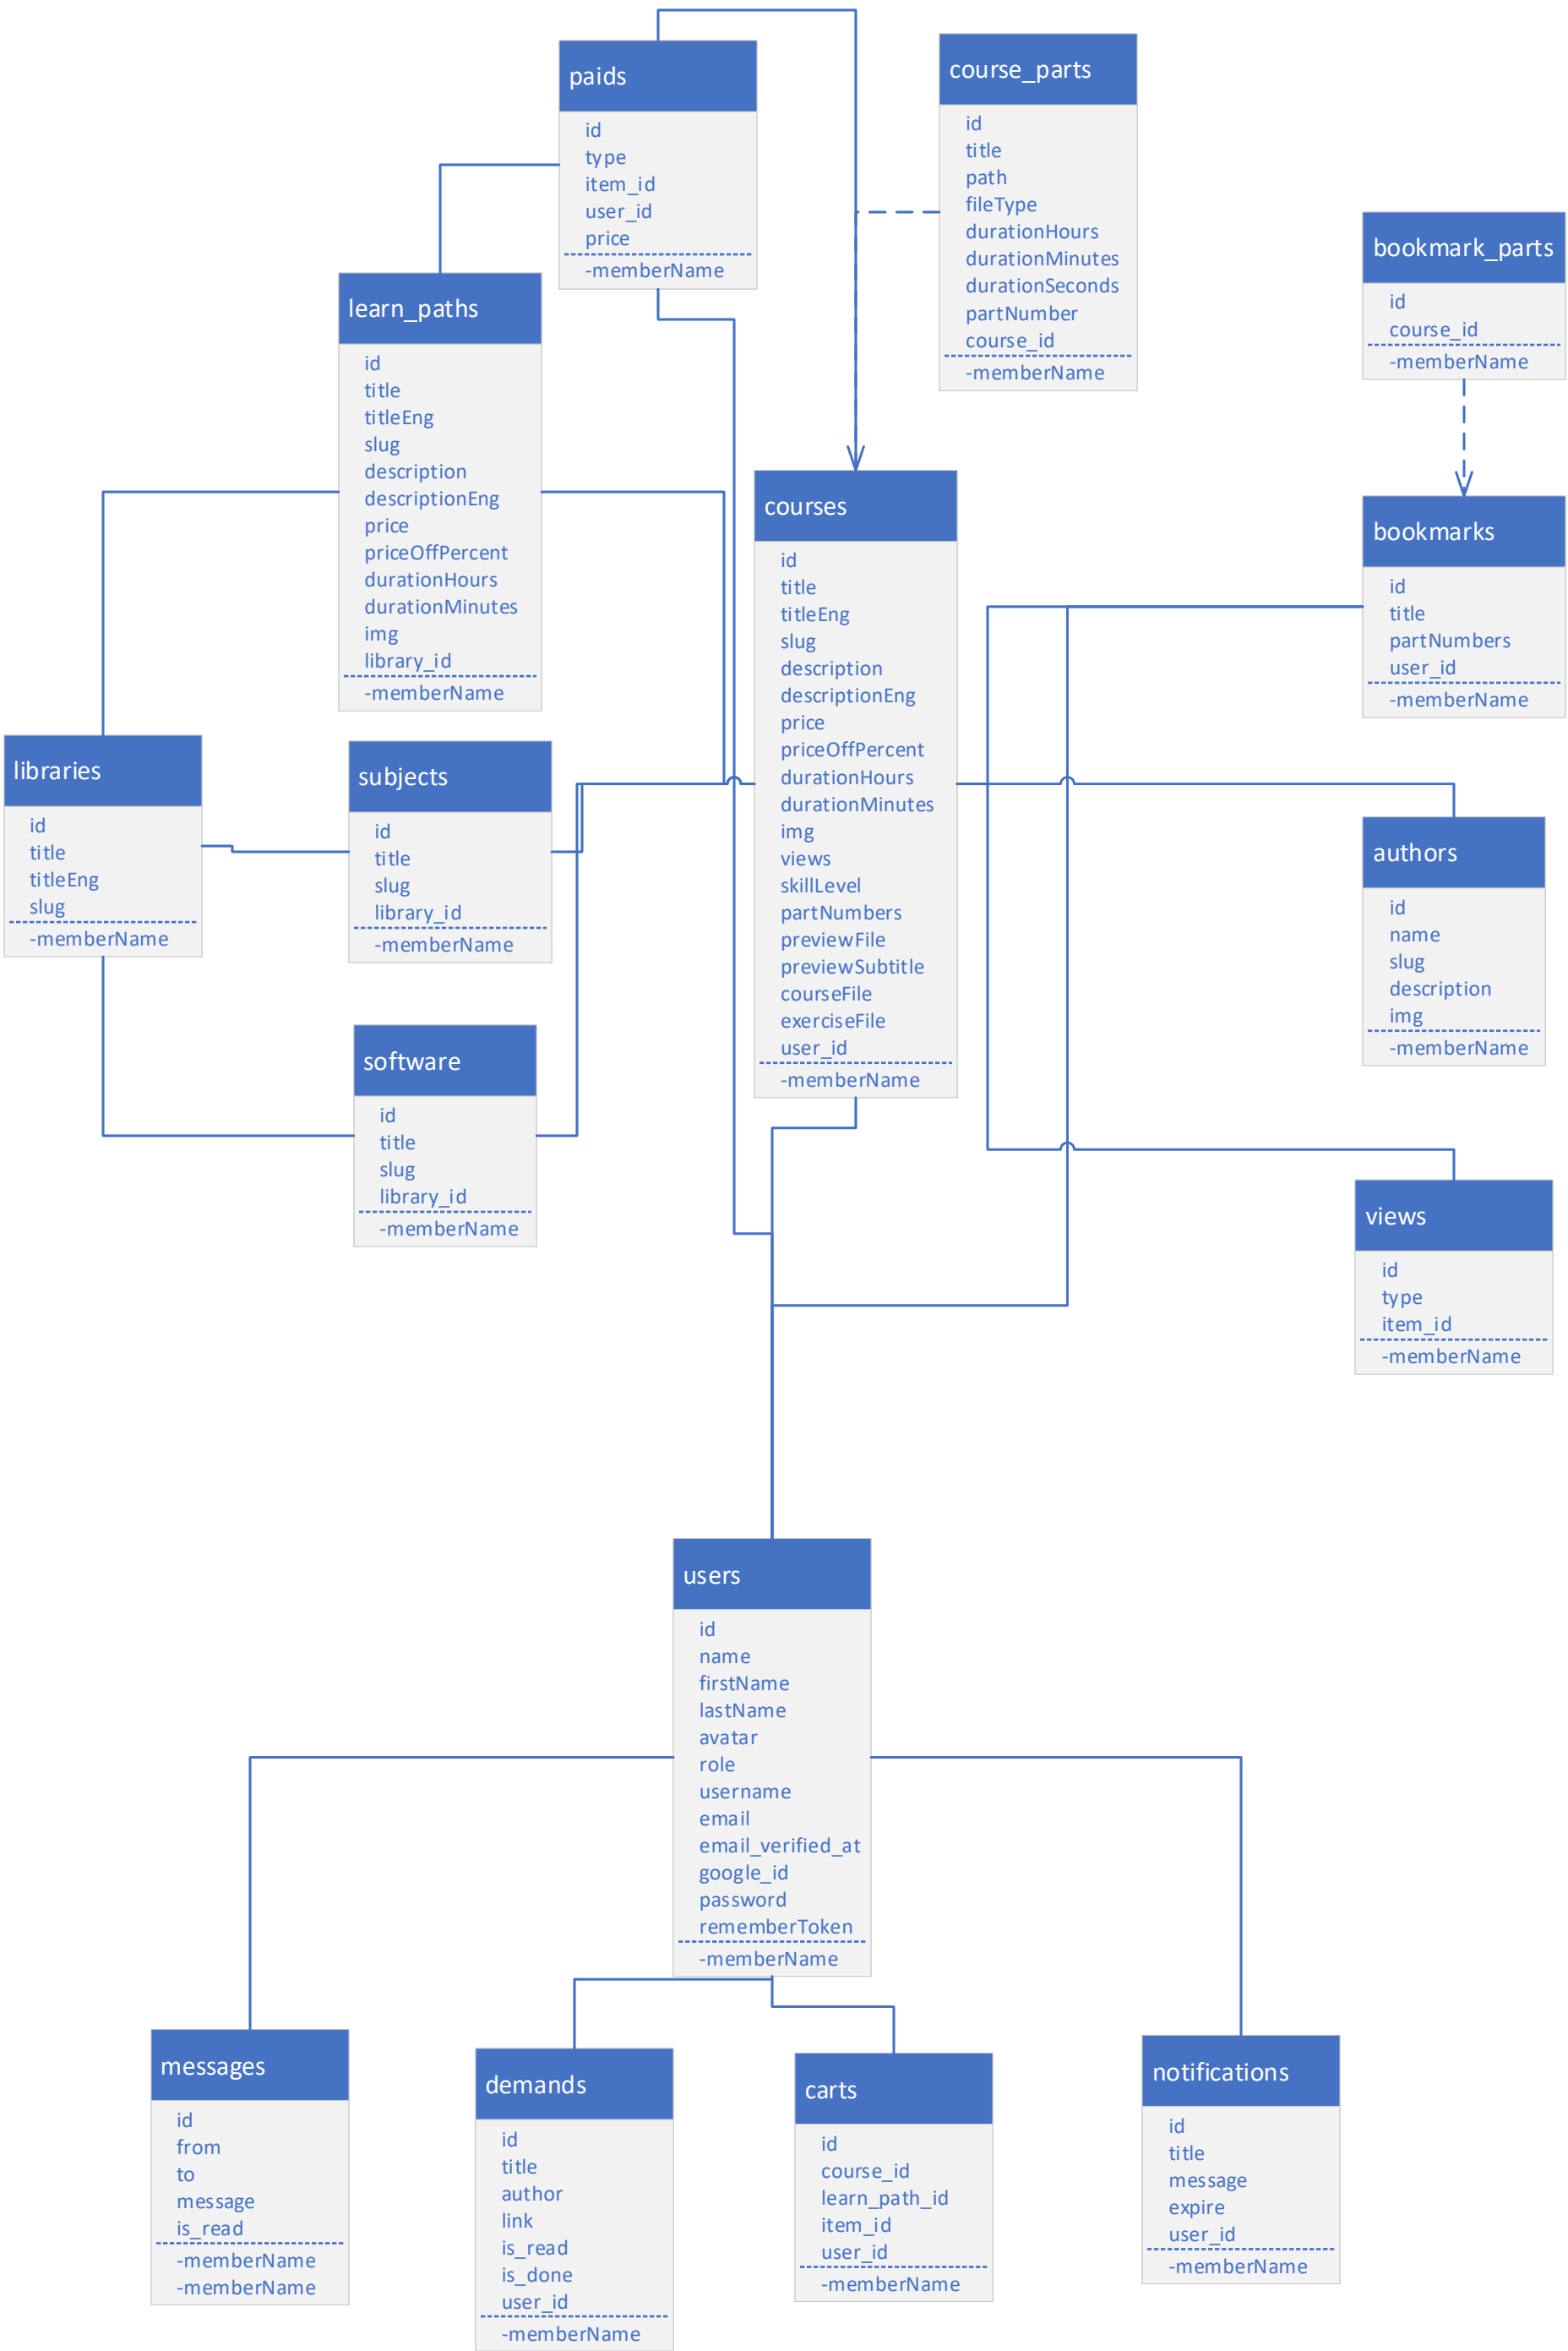 paids
id
type
item_id
user_id
price
-memberName
course_parts
id
title
path
fileType
durationHours
durationMinutes
durationSeconds
partNumber
course_id
-memberName
bookmark_parts
id
course_id
-memberName
learn_paths
id
title
titleEng
slug
description
descriptionEng
price
priceOffPercent
durationHours
durationMinutes
img
library_id
-memberName
courses
id
title
titleEng
slug
description
descriptionEng
price
priceOffPercent
durationHours
durationMinutes
img
views
skillLevel
partNumbers
previewFile
previewSubtitle
courseFile
exerciseFile
user_id
-memberName
bookmarks
id
title
partNumbers
user_id
-memberName
libraries
id
title
titleEng
slug
-memberName
subjects
id
title
slug
library_id
-memberName
authors
id
name
slug
description
img
-memberName
software
id
title
slug
library_id
-memberName
views
id
type
item_id
-memberName
users
id
name
firstName
lastName
avatar
role
username
email
email_verified_at
google_id
password
rememberToken
-memberName
messages
id
from
to
message
is_read
-memberName
-memberName
demands
id
title
author
link
is_read
is_done
user_id
-memberName
carts
id
course_id
learn_path_id
item_id
user_id
-memberName
notifications
id
title
message
expire
user_id
-memberName